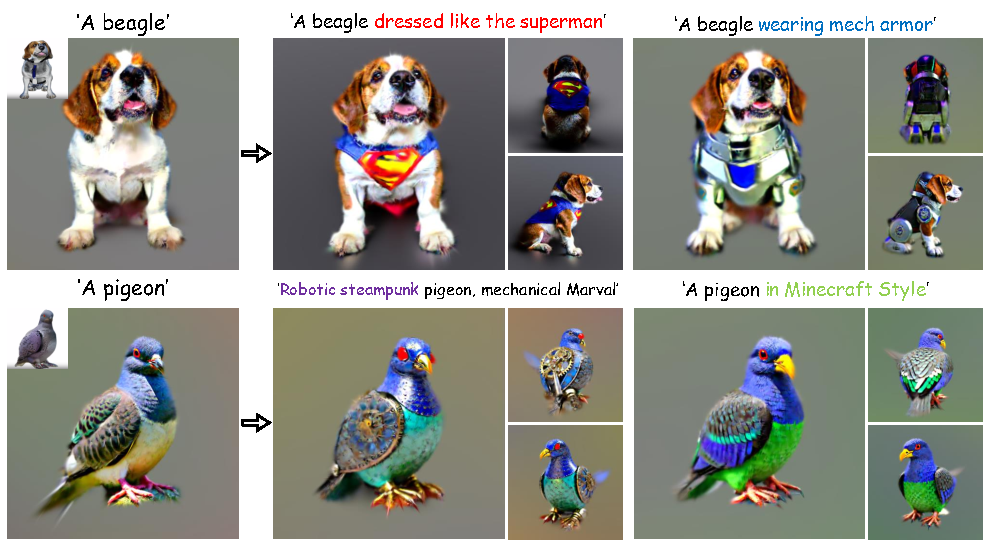 'A beagle'
'A beagle dressed like the superman'
'A beagle wearing mech armor'
'A pigeon'
'Robotic steampunk pigeon, mechanical Marval'
'A pigeon in Minecraft Style'